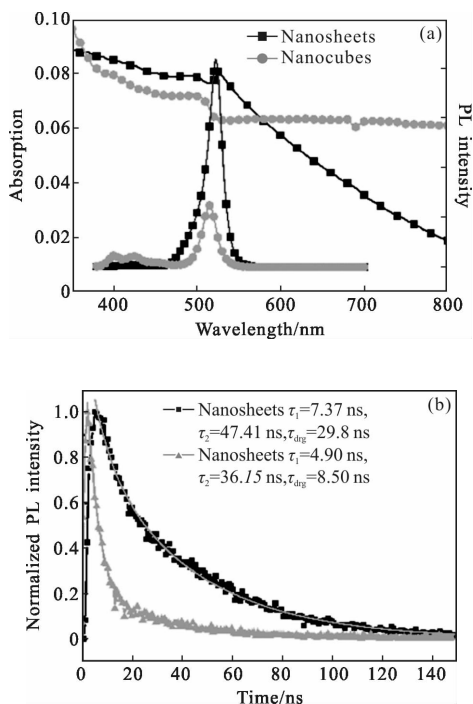 (a)
Nanosheets
Nanocubes
Absorption
0.10
0.08
0.06
0.04
0.02
0
400 500 600 700 800
Wavelength/nm
PL intensity
(b)
Nanosheets τ₁=7.37 ns,
τ₂=47.41 ns,τdrg=29.8 ns
Nanosheets τ₁=4.90 ns,
τ₂=36.15 ns,τdrg=8.50 ns
Normalized PL intensity
1.0
0.8
0.6
0.4
0.2
0
0 20 40 60 80 100 120 140
Time/ns